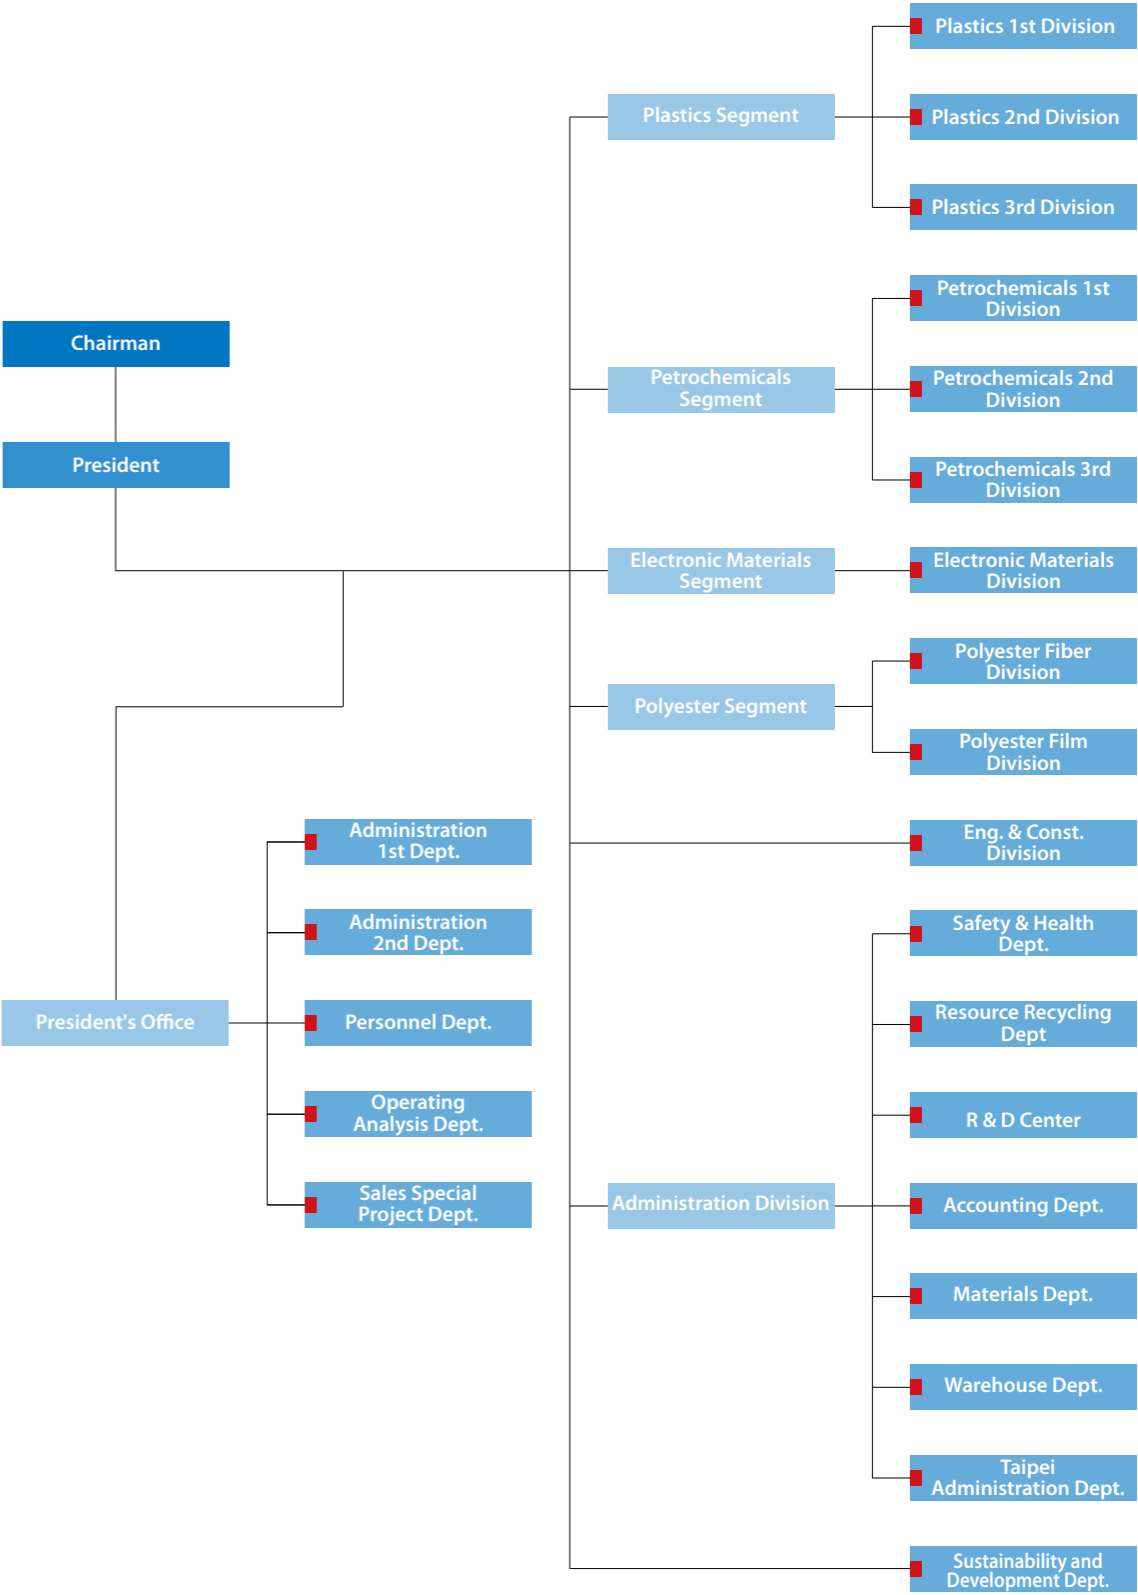 Chairman
President
President's Office
Administration
1st Dept.
Administration
2nd Dept.
Personnel Dept.
Operating
Analysis Dept.
Sales Special
Project Dept.
Plastics Segment
Plastics 1st Division
Plastics 2nd Division
Plastics 3rd Division
Petrochemicals
Segment
Petrochemicals 1st
Division
Petrochemicals 2nd
Division
Petrochemicals 3rd
Division
Electronic Materials
Segment
Electronic Materials
Division
Polyester Segment
Polyester Fiber
Division
Polyester Film
Division
Eng. & Const.
Division
Administration Division
Safety & Health
Dept.
Resource Recycling
Dept
R & D Center
Accounting Dept.
Materials Dept.
Warehouse Dept.
Taipei
Administration Dept.
Sustainability and
Development Dept.